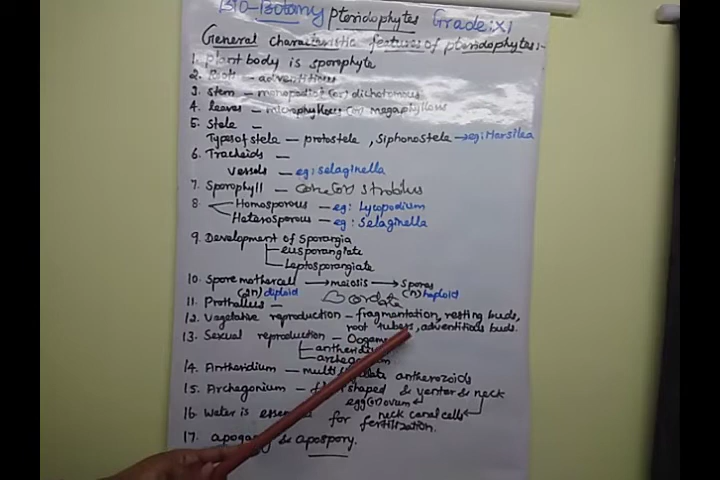 Bio-Botany Pteridophytes Grade:XI
General characteristic features of pteridophytes:-
1. Plant body is sporophyte
2. Roots - adventitious
3. Stem - monopodial (or) dichotomous
4. leaves - microphyllous (or) megaphyllous
5. Stele -
Types of stele - protostele, Siphonostele → eg: Marsilea
6. Tracheids -
Vessels - eg: Selaginella
7. Sporophyll - Cone (or) Strobilus
8. Homosporous - eg: Lycopodium
Heterosporous - eg: Selaginella
9. Development of Sporangia
eusporangiate
Leptosporangiate
10. Spore mother cell → meiosis → Spores
(2n) diploid (n) haploid
11. Prothallus - Cordate
12. Vegetative reproduction - fragmantation, resting buds,
root tubers, adventitious buds.
13. Sexual reproduction - Oogamous
antheridium
archegonium
14. Antheridium - antherozoids
15. Archegonium - shaped & venter & neck
egg (or) ovum neck canal cells
16. Water is essential for fertilization.
17. apogamy & apospory.